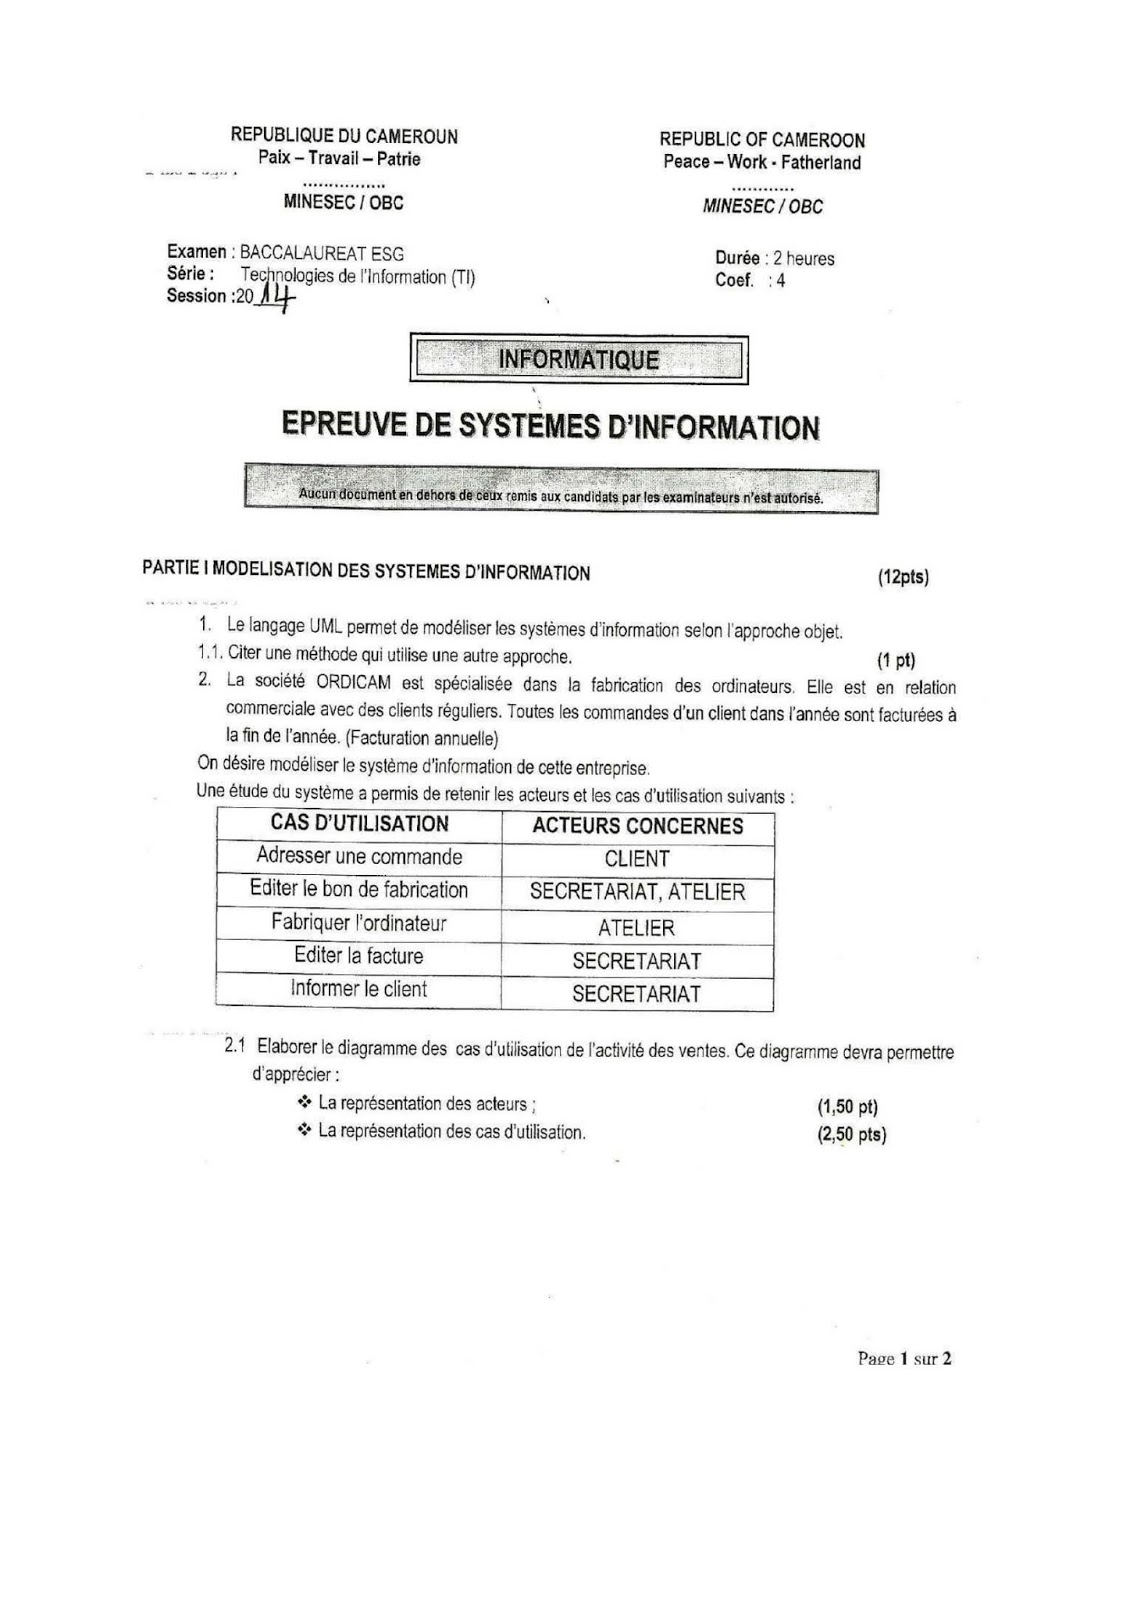 REPUBLIQUE DU CAMEROUN
Paix – Travail – Patrie
................
MINESEC / OBC
REPUBLIC OF CAMEROON
Peace – Work - Fatherland
............
MINESEC / OBC
Examen : BACCALAUREAT ESG
Série : Technologies de l'Information (TI)
Session :2014
Durée : 2 heures
Coef. : 4
INFORMATIQUE
EPREUVE DE SYSTEMES D'INFORMATION
Aucun document en dehors de ceux remis aux candidats par les examinateurs n'est autorisé.
PARTIE I MODELISATION DES SYSTEMES D'INFORMATION (12pts)
1. Le langage UML permet de modéliser les systèmes d'information selon l'approche objet.
1.1. Citer une méthode qui utilise une autre approche. (1 pt)
2. La société ORDICAM est spécialisée dans la fabrication des ordinateurs. Elle est en relation
commerciale avec des clients réguliers. Toutes les commandes d'un client dans l'année sont facturées à
la fin de l'année. (Facturation annuelle)
On désire modéliser le système d'information de cette entreprise.
Une étude du système a permis de retenir les acteurs et les cas d'utilisation suivants :
CAS D'UTILISATION ACTEURS CONCERNES
Adresser une commande CLIENT
Editer le bon de fabrication SECRETARIAT, ATELIER
Fabriquer l'ordinateur ATELIER
Editer la facture SECRETARIAT
Informer le client SECRETARIAT
2.1 Elaborer le diagramme des cas d'utilisation de l'activité des ventes. Ce diagramme devra permettre
d'apprécier :
❖ La représentation des acteurs ; (1,50 pt)
❖ La représentation des cas d'utilisation. (2,50 pts)
Page 1 sur 2